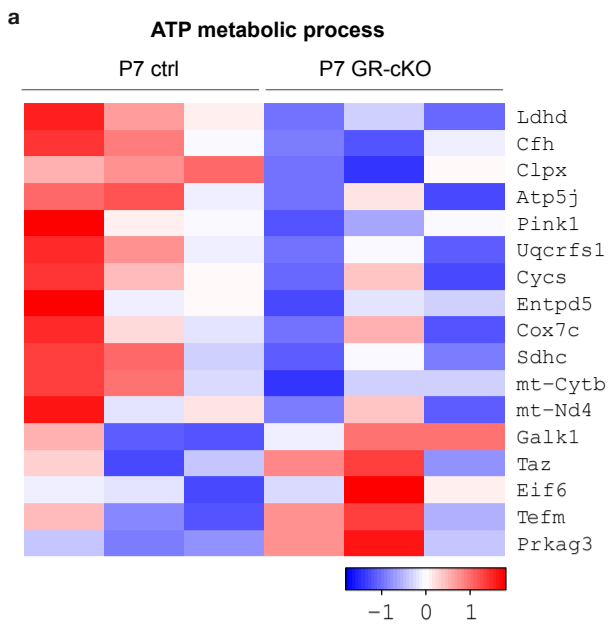 a
ATP metabolic process
P7 ctrl P7 GR-cKO
Ldhd
Cfh
Clpx
Atp5j
Pink1
Uqcrfs1
Cycs
Entpd5
Cox7c
Sdhc
mt-Cytb
mt-Nd4
Galk1
Taz
Eif6
Tefm
Prkag3
−1 0 1